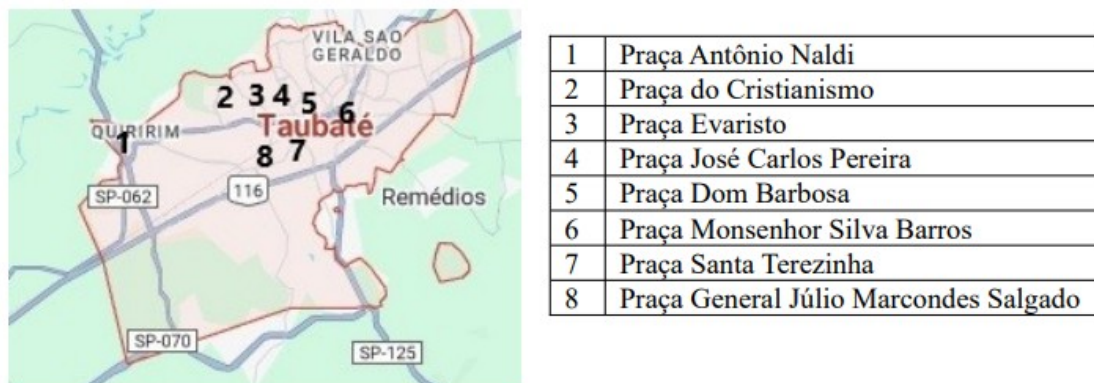 VILA SAO
GERALDO
2 3 4 5 6
Taubaté
QUIRIRIM
1
8 7
116
SP-062
Remédios
SP-070
SP-125
1 Praça Antônio Naldi
2 Praça do Cristianismo
3 Praça Evaristo
4 Praça José Carlos Pereira
5 Praça Dom Barbosa
6 Praça Monsenhor Silva Barros
7 Praça Santa Terezinha
8 Praça General Júlio Marcondes Salgado